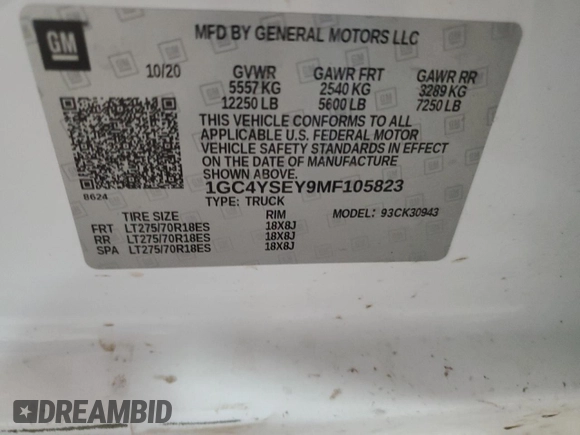 GM
MFD BY GENERAL MOTORS LLC
10/20 GVWR GAWR FRT GAWR RR
5557 KG 2540 KG 3289 KG
12250 LB 5600 LB 7250 LB
THIS VEHICLE CONFORMS TO ALL
APPLICABLE U.S. FEDERAL MOTOR
VEHICLE SAFETY STANDARDS IN EFFECT
ON THE DATE OF MANUFACTURE
SHOWN ABOVE.
8624
1GC4YSEY9MF105823
TYPE: TRUCK
MODEL: 93CK30943
TIRE SIZE RIM
FRT LT275/70R18ES 18X8J
RR LT275/70R18ES 18X8J
SPA LT275/70R18ES 18X8J
DREAMBID